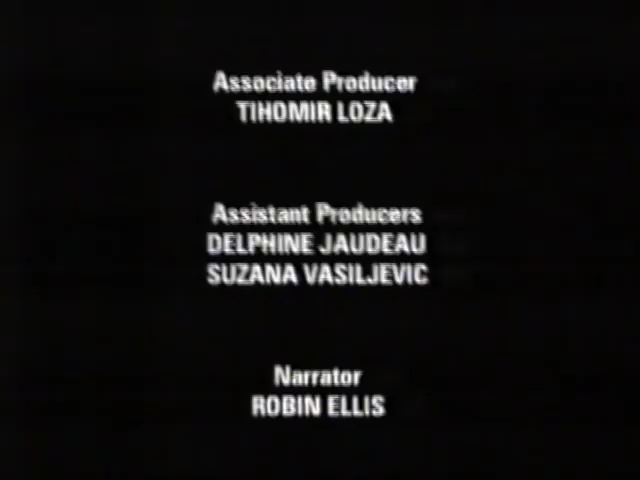 Associate Producer
TIHOMIR LOZA
Assistant Producers
DELPHINE JAUDEAU
SUZANA VASILJEVIC
Narrator
ROBIN ELLIS